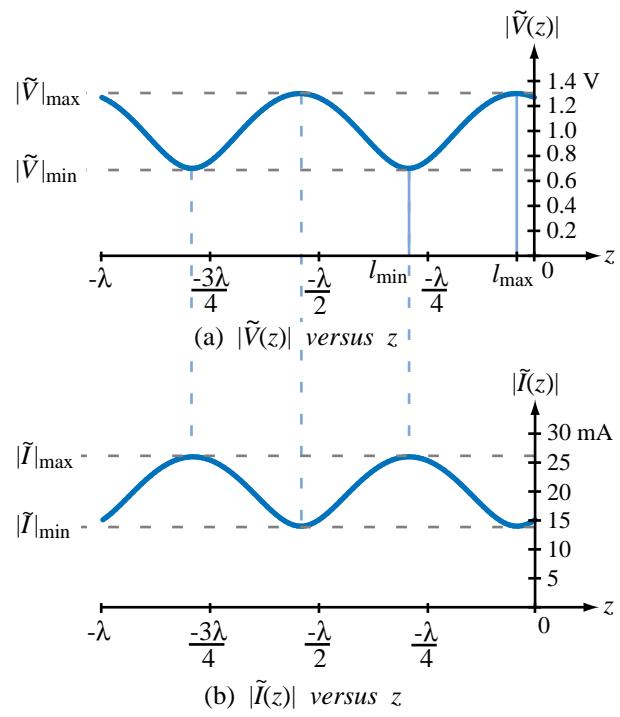 |Ṽ(z)|
|Ṽ|max
1.4 V
1.2
1.0
0.8
|Ṽ|min
0.6
0.4
0.2
-λ
-3λ/4
-λ/2
lmin
-λ/4
lmax
0
z
(a) |Ṽ(z)| versus z
|Ĩ(z)|
30 mA
|Ĩ|max
25
20
|Ĩ|min
15
10
5
-λ
-3λ/4
-λ/2
-λ/4
0
z
(b) |Ĩ(z)| versus z